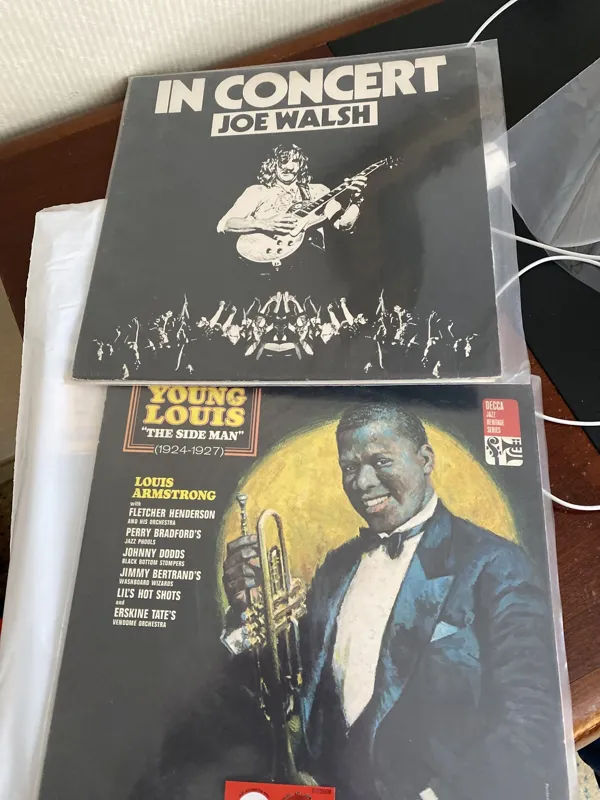 IN CONCERT
JOE WALSH
YOUNG
LOUIS
"THE SIDE MAN"
(1924-1927)
DECCA
JAZZ
HERITAGE
SERIES
LOUIS
ARMSTRONG
with
FLETCHER HENDERSON
AND HIS ORCHESTRA
PERRY BRADFORD'S
JAZZ PHOOLS
JOHNNY DODDS
BLACK BOTTOM STOMPERS
JIMMY BERTRAND'S
WASHBOARD WIZARDS
LIL'S HOT SHOTS
and
ERSKINE TATE'S
VENDOME ORCHESTRA